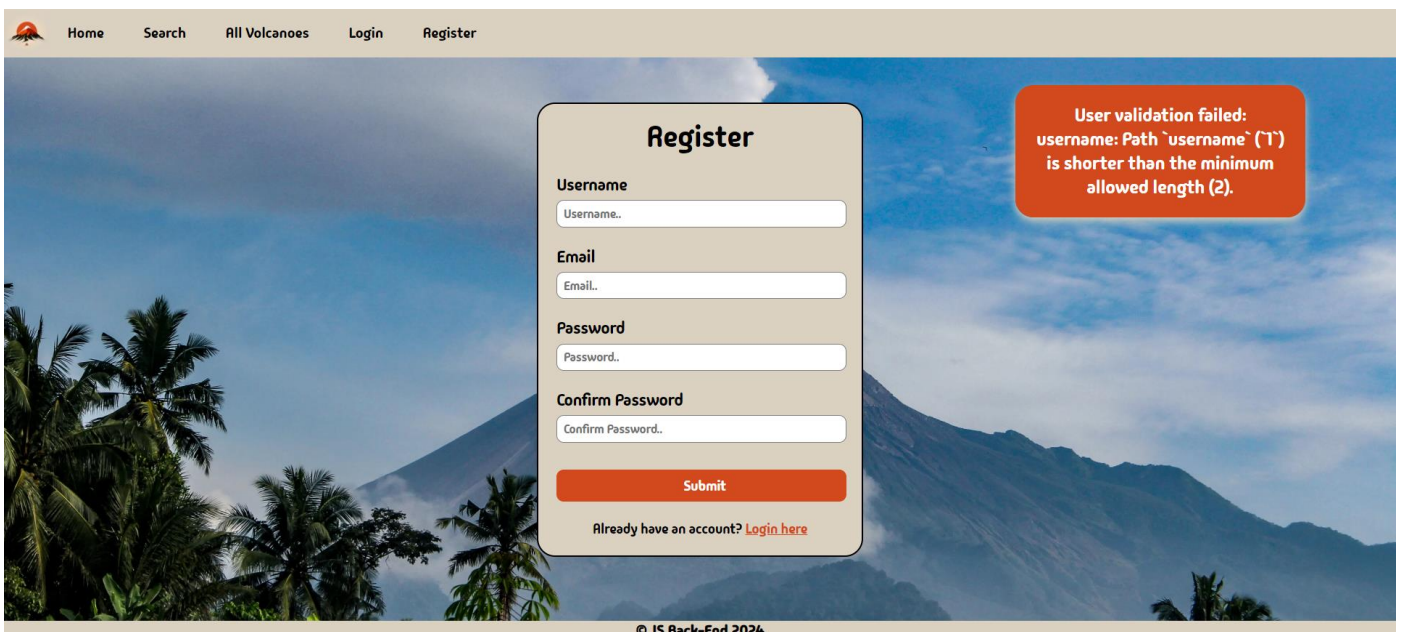 Home Search All Volcanoes Login Register
Register
Username
Username..
Email
Email..
Password
Password..
Confirm Password
Confirm Password..
Submit
Already have an account? Login here
User validation failed:
username: Path `username` (`1`)
is shorter than the minimum
allowed length (2).
© JS Back-End 2024